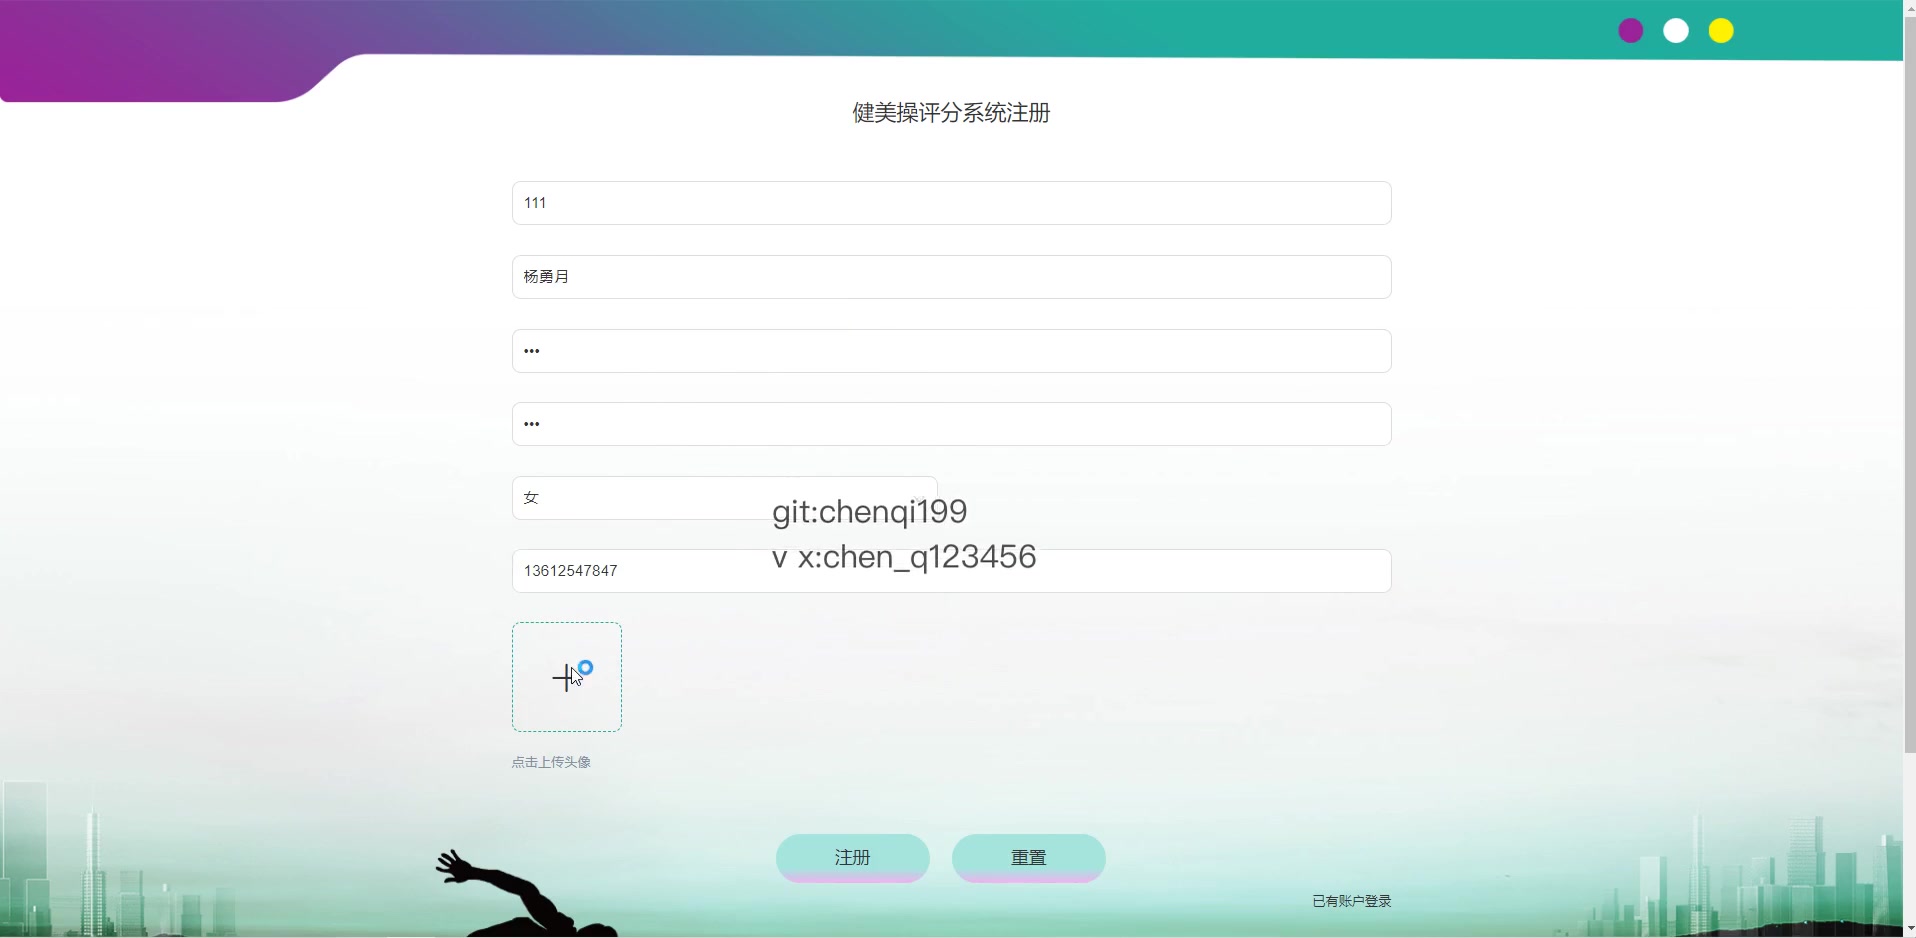 健美操评分系统注册
111
杨勇月
•••
•••
女
git:chenqi199
v x:chen_q123456
13612547847
点击上传头像
注册
重置
已有账户登录